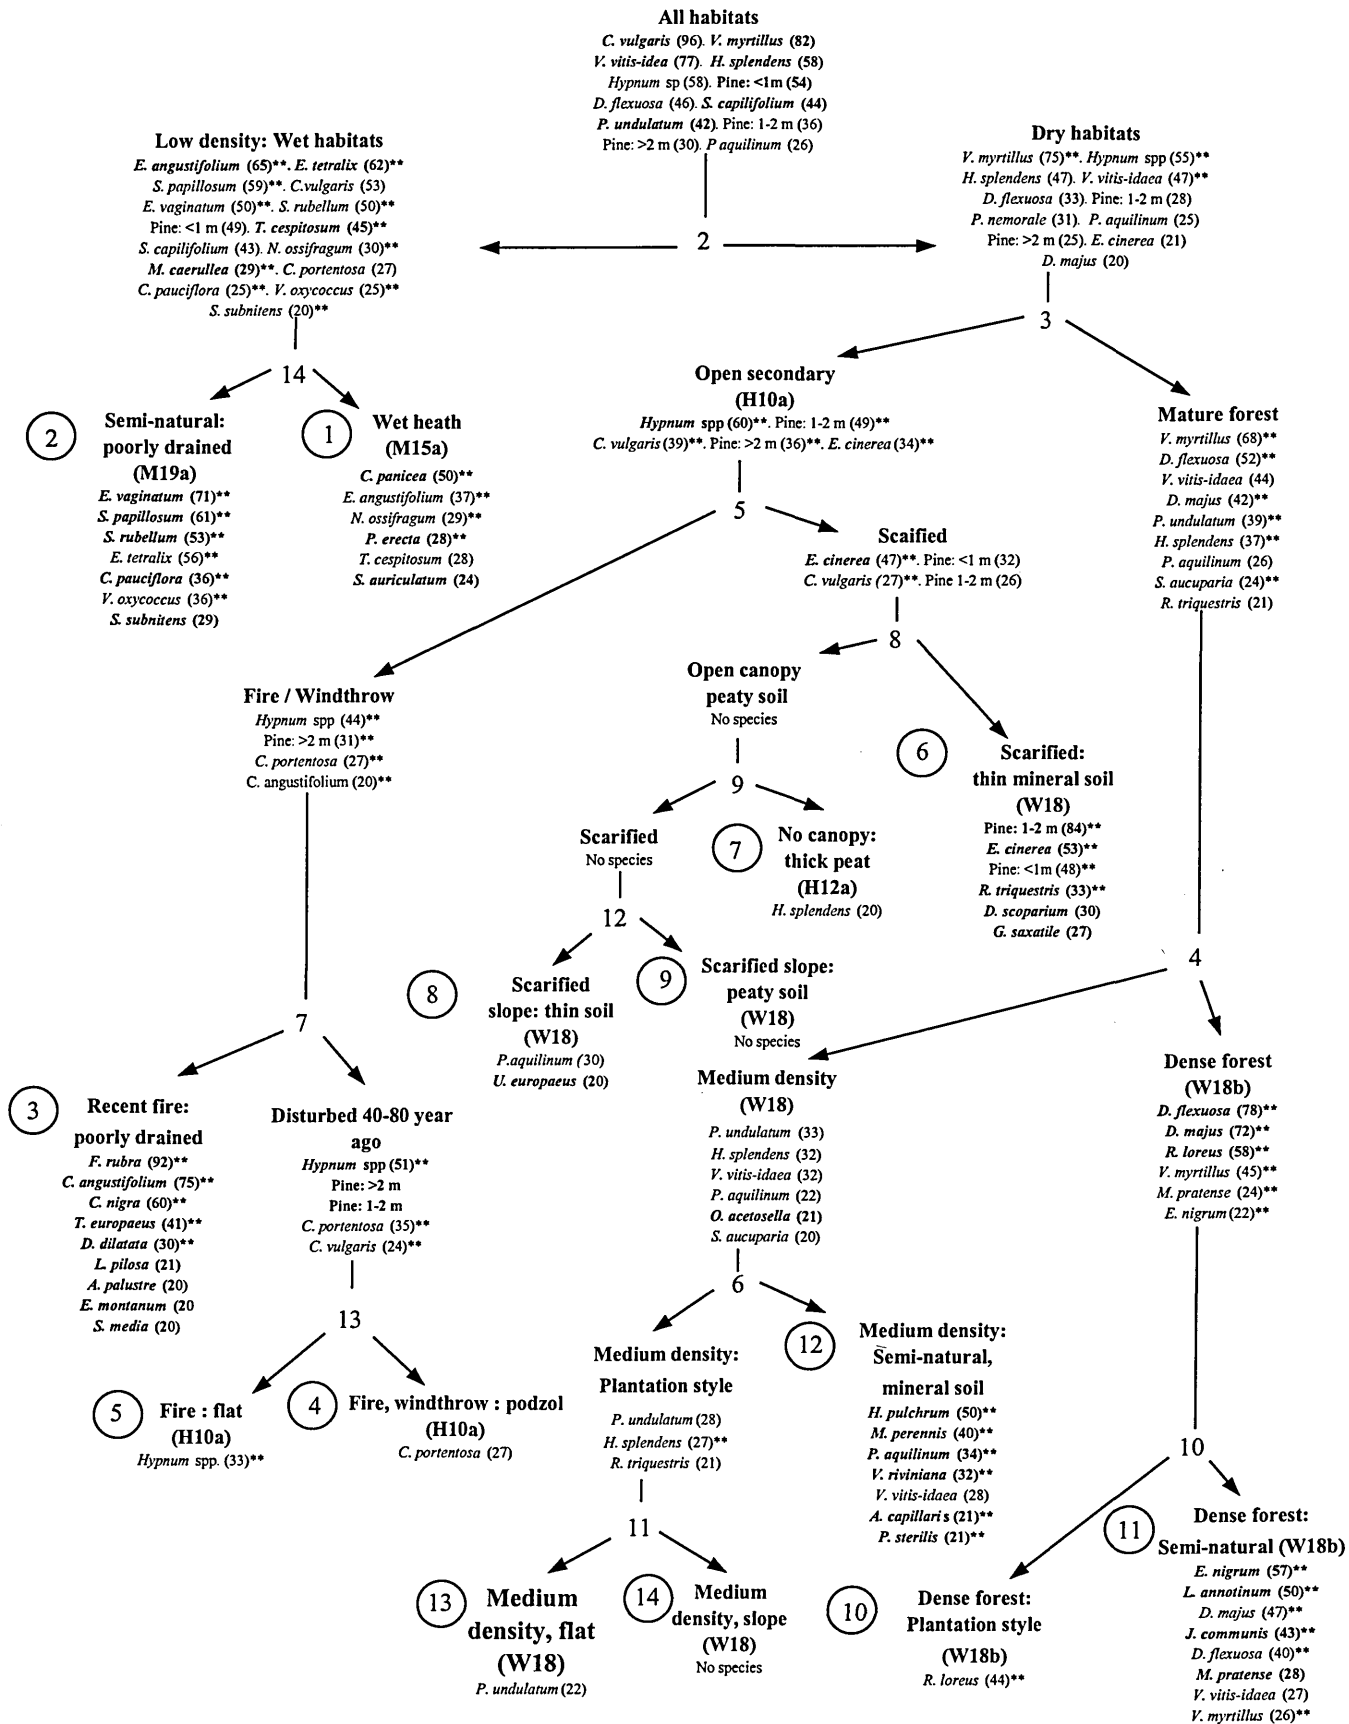 All habitats
C. vulgaris (96). V. myrtillus (82)
V. vitis-idea (77). H. splendens (58)
Hypnum sp (58). Pine: <1m (54)
D. flexuosa (46). S. capilifolium (44)
P. undulatum (42). Pine: 1-2 m (36)
Pine: >2 m (30). P aquilinum (26)
2
Low density: Wet habitats
E. angustifolium (65)**. E. tetralix (62)**
S. papillosum (59)**. C.vulgaris (53)
E. vaginatum (50)**. S. rubellum (50)**
Pine: <1 m (49). T. cespitosum (45)**
S. capilifolium (43). N. ossifragum (30)**
M. caerullea (29)**. C. portentosa (27)
C. pauciflora (25)**. V. oxycoccus (25)**
S. subnitens (20)**
14
Dry habitats
V. myrtillus (75)**. Hypnum spp (55)**
H. splendens (47). V. vitis-idaea (47)**
D. flexuosa (33). Pine: 1-2 m (28)
P. nemorale (31). P. aquilinum (25)
Pine: >2 m (25). E. cinerea (21)
D. majus (20)
3
2
Semi-natural:
poorly drained
(M19a)
E. vaginatum (71)**
S. papillosum (61)**
S. rubellum (53)**
E. tetralix (56)**
C. pauciflora (36)**
V. oxycoccus (36)**
S. subnitens (29)
1
Wet heath
(M15a)
C. panicea (50)**
E. angustifolium (37)**
N. ossifragum (29)**
P. erecta (28)**
T. cespitosum (28)
S. auriculatum (24)
Open secondary
(H10a)
Hypnum spp (60)**. Pine: 1-2 m (49)**
C. vulgaris (39)**. Pine: >2 m (36)**. E. cinerea (34)**
5
Mature forest
V. myrtillus (68)**
D. flexuosa (52)**
V. vitis-idaea (44)
D. majus (42)**
P. undulatum (39)**
H. splendens (37)**
P. aquilinum (26)
S. aucuparia (24)**
R. triquestris (21)
4
Scaified
E. cinerea (47)**. Pine: <1 m (32)
C. vulgaris (27)**. Pine 1-2 m (26)
8
Fire / Windthrow
Hypnum spp (44)**
Pine: >2 m (31)**
C. portentosa (27)**
C. angustifolium (20)**
7
Open canopy
peaty soil
No species
9
6
Scarified:
thin mineral soil
(W18)
Pine: 1-2 m (84)**
E. cinerea (53)**
Pine: <1m (48)**
R. triquestris (33)**
D. scoparium (30)
G. saxatile (27)
Scarified
No species
12
7
No canopy:
thick peat
(H12a)
H. splendens (20)
8
Scarified
slope: thin soil
(W18)
P.aquilinum (30)
U. europaeus (20)
9
Scarified slope:
peaty soil
(W18)
No species
3
Recent fire:
poorly drained
F. rubra (92)**
C. angustifolium (75)**
C. nigra (60)**
T. europaeus (41)**
D. dilatata (30)**
L. pilosa (21)
A. palustre (20)
E. montanum (20
S. media (20)
Disturbed 40-80 year
ago
Hypnum spp (51)**
Pine: >2 m
Pine: 1-2 m
C. portentosa (35)**
C. vulgaris (24)**
13
5
Fire : flat
(H10a)
Hypnum spp. (33)**
4
Fire, windthrow : podzol
(H10a)
C. portentosa (27)
Medium density
(W18)
P. undulatum (33)
H. splendens (32)
V. vitis-idaea (32)
P. aquilinum (22)
O. acetosella (21)
S. aucuparia (20)
6
Dense forest
(W18b)
D. flexuosa (78)**
D. majus (72)**
R. loreus (58)**
V. myrtillus (45)**
M. pratense (24)**
E. nigrum (22)**
10
Medium density:
Plantation style
P. undulatum (28)
H. splendens (27)**
R. triquestris (21)
11
12
Medium density:
Semi-natural,
mineral soil
H. pulchrum (50)**
M. perennis (40)**
P. aquilinum (34)**
V. riviniana (32)**
V. vitis-idaea (28)
A. capillaris (21)**
P. sterilis (21)**
13
Medium
density, flat
(W18)
P. undulatum (22)
14
Medium
density, slope
(W18)
No species
10
Dense forest:
Plantation style
(W18b)
R. loreus (44)**
11
Dense forest:
Semi-natural (W18b)
E. nigrum (57)**
L. annotinum (50)**
D. majus (47)**
J. communis (43)**
D. flexuosa (40)**
M. pratense (28)
V. vitis-idaea (27)
V. myrtillus (26)**